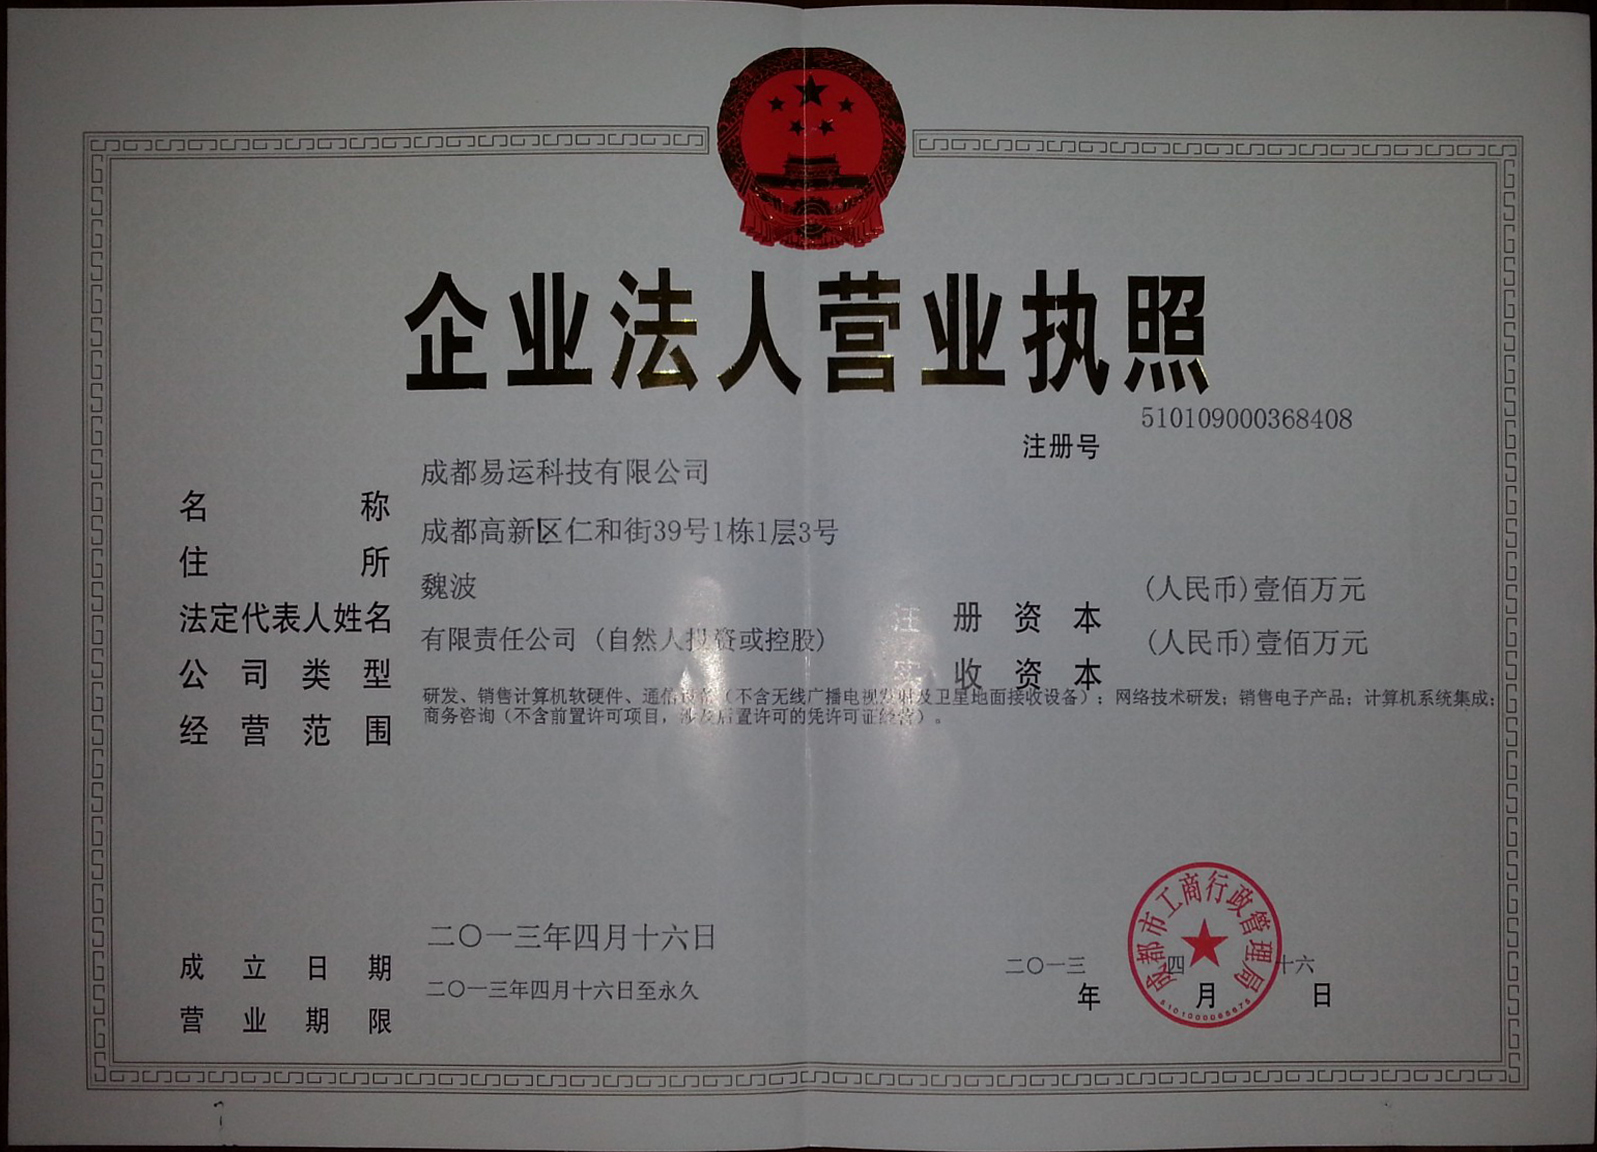 企业法人营业执照
注册号 510109000368408
名称 成都易运科技有限公司
住所 成都高新区仁和街39号1栋1层3号
法定代表人姓名 魏波
注册资本 (人民币)壹佰万元
公司类型 有限责任公司 (自然人投资或控股)
实收资本 (人民币)壹佰万元
经营范围 研发、销售计算机软硬件、通信设备（不含无线广播电视发射及卫星地面接收设备）；网络技术研发；销售电子产品；计算机系统集成；
商务咨询（不含前置许可项目，涉及后置许可的凭许可证经营）。
成立日期 二〇一三年四月十六日
营业期限 二〇一三年四月十六日至永久
成都市工商行政管理局
二〇一三年四月十六日